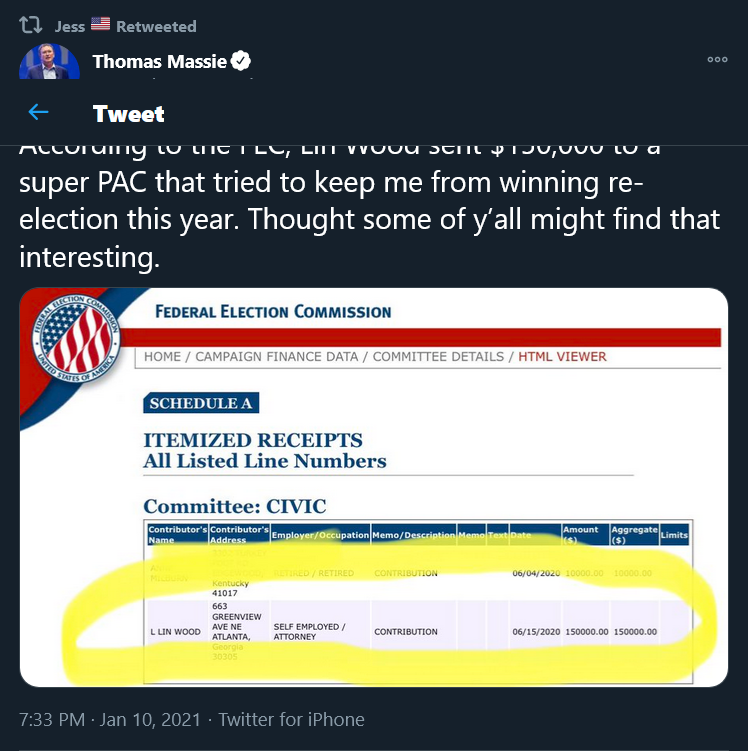 Jess Retweeted
Thomas Massie
Tweet
According to the FEC, Lin Wood sent $150,000 to a
super PAC that tried to keep me from winning re-
election this year. Thought some of y'all might find that
interesting.
FEDERAL ELECTION COMMISSION
UNITED STATES OF AMERICA
FEDERAL ELECTION COMMISSION
HOME / CAMPAIGN FINANCE DATA / COMMITTEE DETAILS / HTML VIEWER
SCHEDULE A
ITEMIZED RECEIPTS
All Listed Line Numbers
Committee: CIVIC
Contributor's Name Contributor's Address Employer/Occupation Memo/Description Memo Text Date Amount ($) Aggregate ($) Limits
RETIRED / RETIRED CONTRIBUTION 06/04/2020 10000.00 10000.00
Kentucky
41017
663
GREENVIEW
L LIN WOOD AVE NE ATLANTA, SELF EMPLOYED / ATTORNEY CONTRIBUTION 06/15/2020 150000.00 150000.00
Georgia
30305
7:33 PM · Jan 10, 2021 · Twitter for iPhone